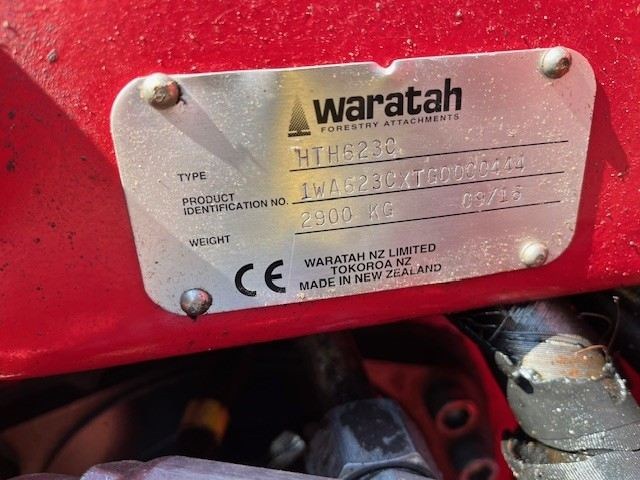 waratah
FORESTRY ATTACHMENTS
TYPE HTH623C
PRODUCT IDENTIFICATION NO. 1WA623CXTG0000444
WEIGHT 2900 KG 09/16
CE
WARATAH NZ LIMITED
TOKOROA NZ
MADE IN NEW ZEALAND